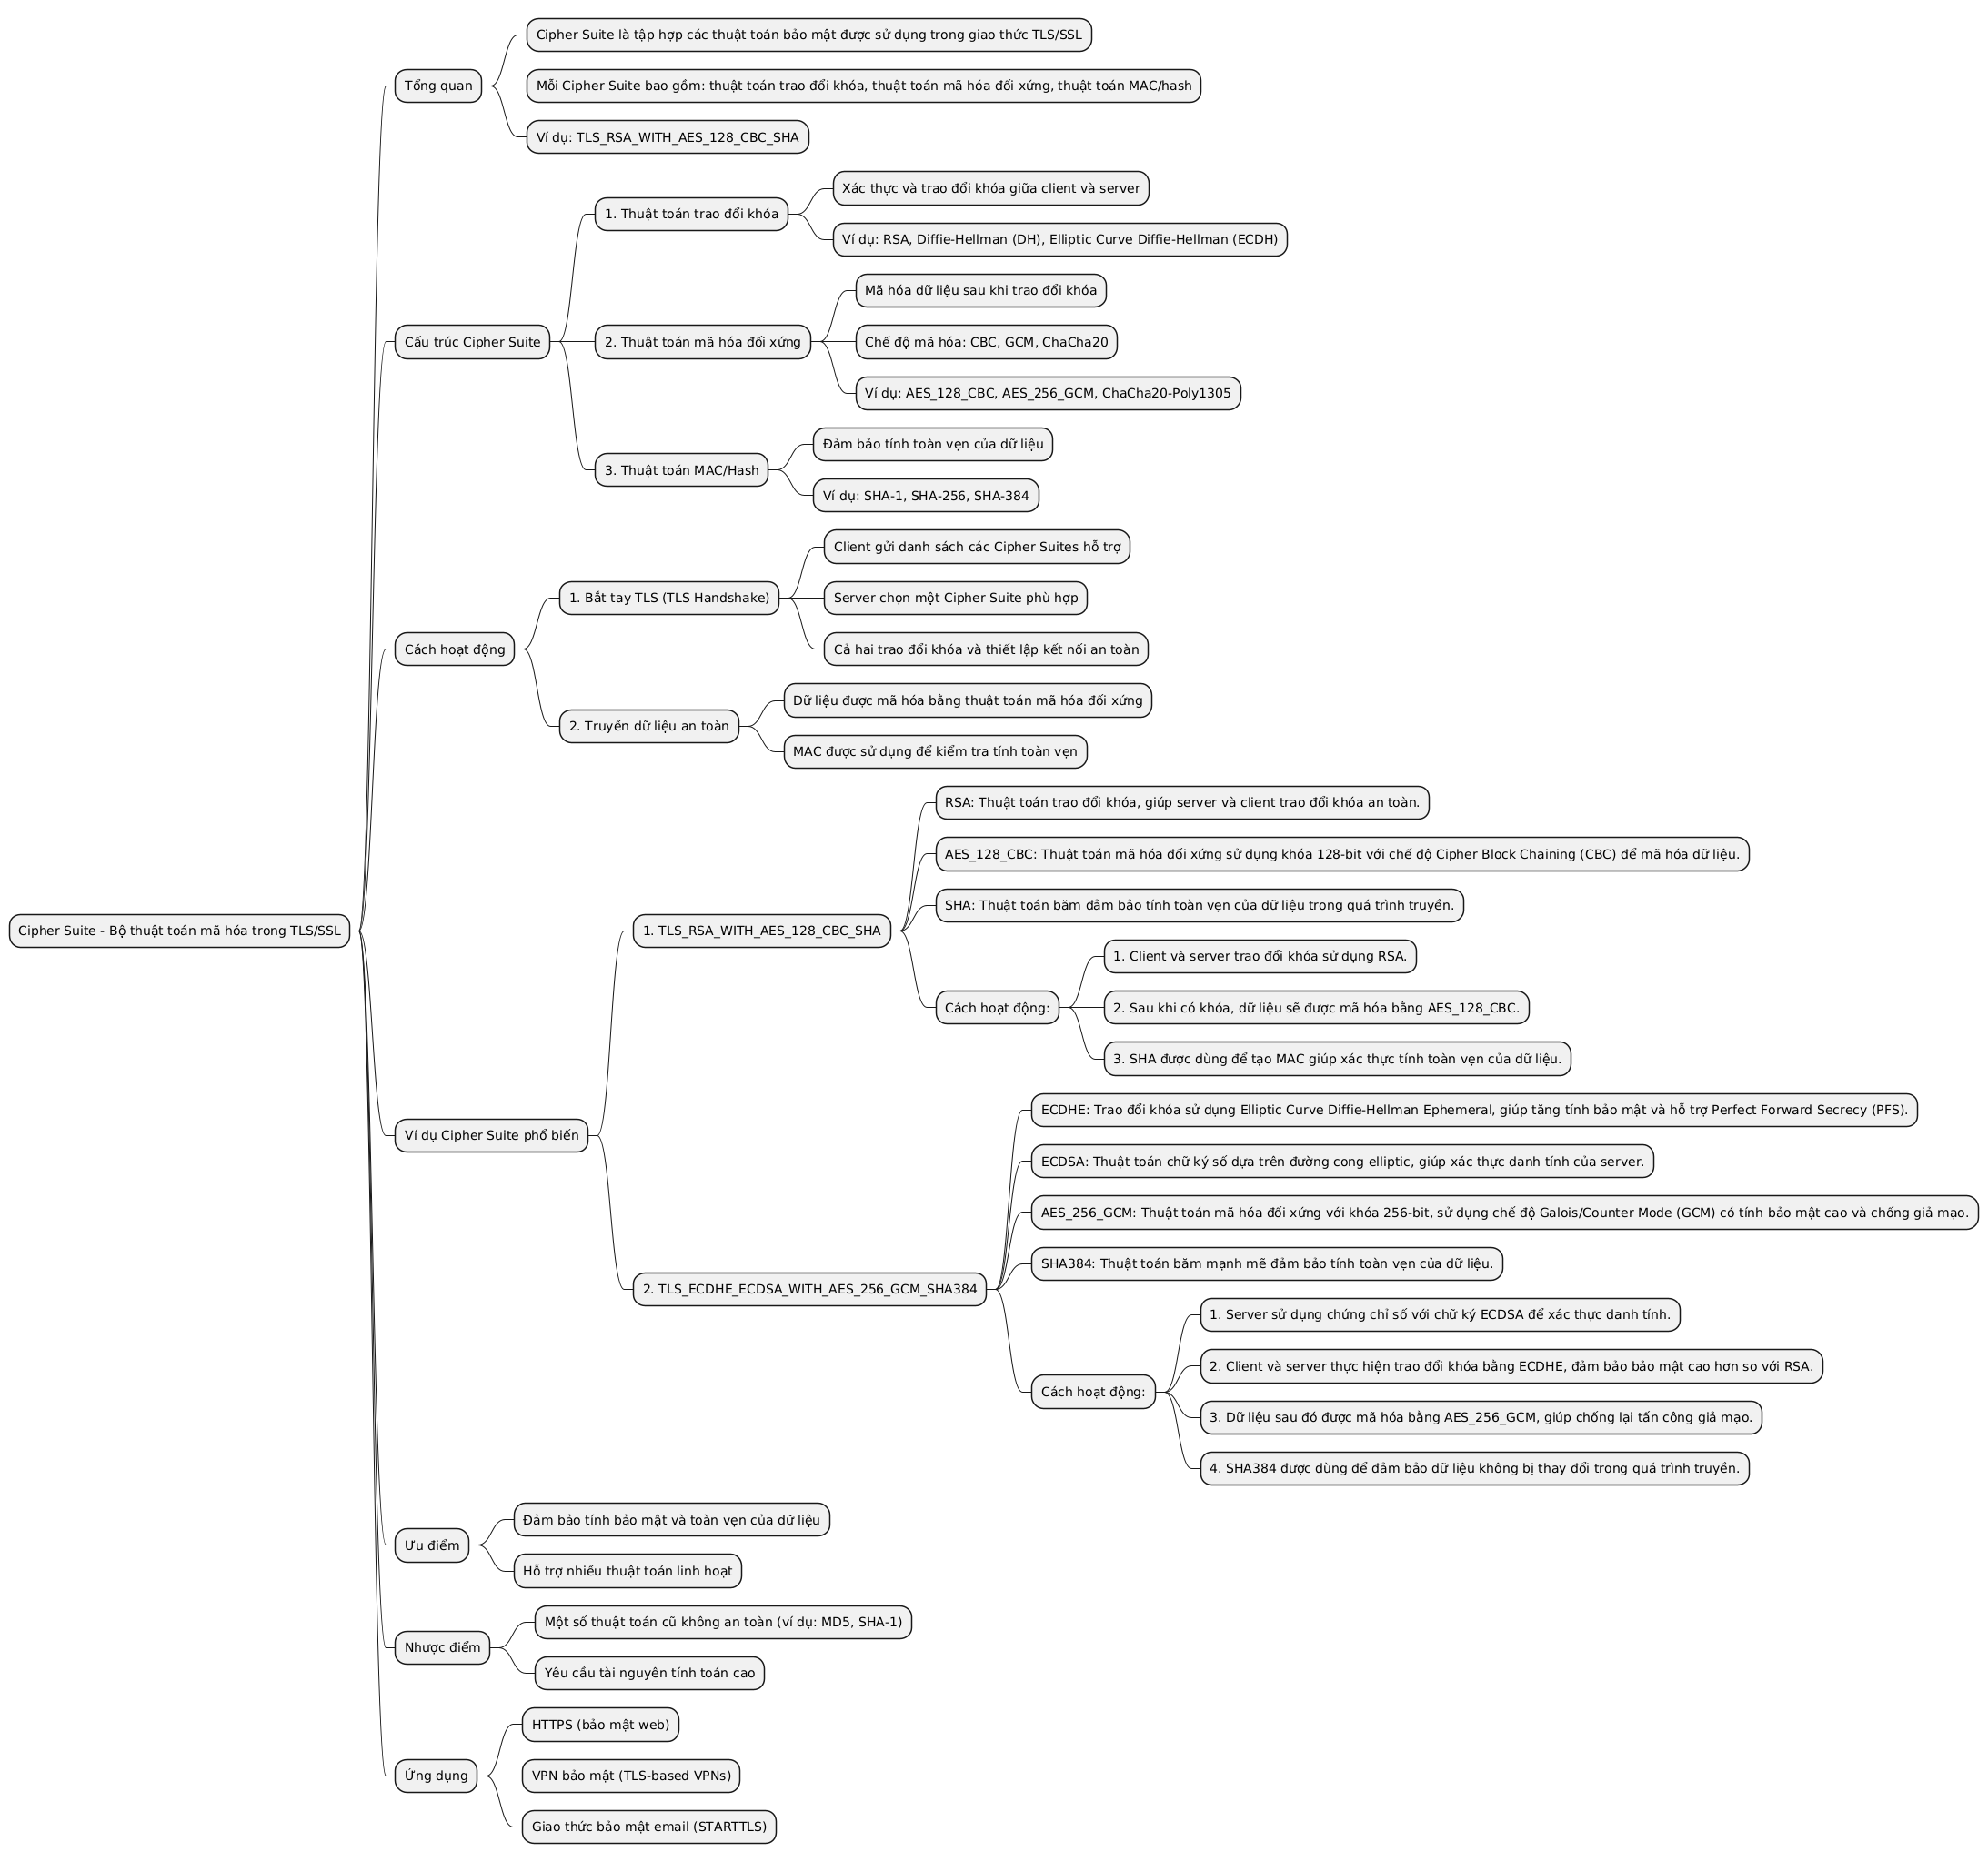 Cipher Suite - Bộ thuật toán mã hóa trong TLS/SSL
Tổng quan
Cipher Suite là tập hợp các thuật toán bảo mật được sử dụng trong giao thức TLS/SSL
Mỗi Cipher Suite bao gồm: thuật toán trao đổi khóa, thuật toán mã hóa đối xứng, thuật toán MAC/hash
Ví dụ: TLS_RSA_WITH_AES_128_CBC_SHA
Cấu trúc Cipher Suite
1. Thuật toán trao đổi khóa
Xác thực và trao đổi khóa giữa client và server
Ví dụ: RSA, Diffie-Hellman (DH), Elliptic Curve Diffie-Hellman (ECDH)
2. Thuật toán mã hóa đối xứng
Mã hóa dữ liệu sau khi trao đổi khóa
Chế độ mã hóa: CBC, GCM, ChaCha20
Ví dụ: AES_128_CBC, AES_256_GCM, ChaCha20-Poly1305
3. Thuật toán MAC/Hash
Đảm bảo tính toàn vẹn của dữ liệu
Ví dụ: SHA-1, SHA-256, SHA-384
Cách hoạt động
1. Bắt tay TLS (TLS Handshake)
Client gửi danh sách các Cipher Suites hỗ trợ
Server chọn một Cipher Suite phù hợp
Cả hai trao đổi khóa và thiết lập kết nối an toàn
2. Truyền dữ liệu an toàn
Dữ liệu được mã hóa bằng thuật toán mã hóa đối xứng
MAC được sử dụng để kiểm tra tính toàn vẹn
Ví dụ Cipher Suite phổ biến
1. TLS_RSA_WITH_AES_128_CBC_SHA
RSA: Thuật toán trao đổi khóa, giúp server và client trao đổi khóa an toàn.
AES_128_CBC: Thuật toán mã hóa đối xứng sử dụng khóa 128-bit với chế độ Cipher Block Chaining (CBC) để mã hóa dữ liệu.
SHA: Thuật toán băm đảm bảo tính toàn vẹn của dữ liệu trong quá trình truyền.
Cách hoạt động:
1. Client và server trao đổi khóa sử dụng RSA.
2. Sau khi có khóa, dữ liệu sẽ được mã hóa bằng AES_128_CBC.
3. SHA được dùng để tạo MAC giúp xác thực tính toàn vẹn của dữ liệu.
2. TLS_ECDHE_ECDSA_WITH_AES_256_GCM_SHA384
ECDHE: Trao đổi khóa sử dụng Elliptic Curve Diffie-Hellman Ephemeral, giúp tăng tính bảo mật và hỗ trợ Perfect Forward Secrecy (PFS).
ECDSA: Thuật toán chữ ký số dựa trên đường cong elliptic, giúp xác thực danh tính của server.
AES_256_GCM: Thuật toán mã hóa đối xứng với khóa 256-bit, sử dụng chế độ Galois/Counter Mode (GCM) có tính bảo mật cao và chống giả mạo.
SHA384: Thuật toán băm mạnh mẽ đảm bảo tính toàn vẹn của dữ liệu.
Cách hoạt động:
1. Server sử dụng chứng chỉ số với chữ ký ECDSA để xác thực danh tính.
2. Client và server thực hiện trao đổi khóa bằng ECDHE, đảm bảo bảo mật cao hơn so với RSA.
3. Dữ liệu sau đó được mã hóa bằng AES_256_GCM, giúp chống lại tấn công giả mạo.
4. SHA384 được dùng để đảm bảo dữ liệu không bị thay đổi trong quá trình truyền.
Ưu điểm
Đảm bảo tính bảo mật và toàn vẹn của dữ liệu
Hỗ trợ nhiều thuật toán linh hoạt
Nhược điểm
Một số thuật toán cũ không an toàn (ví dụ: MD5, SHA-1)
Yêu cầu tài nguyên tính toán cao
Ứng dụng
HTTPS (bảo mật web)
VPN bảo mật (TLS-based VPNs)
Giao thức bảo mật email (STARTTLS)